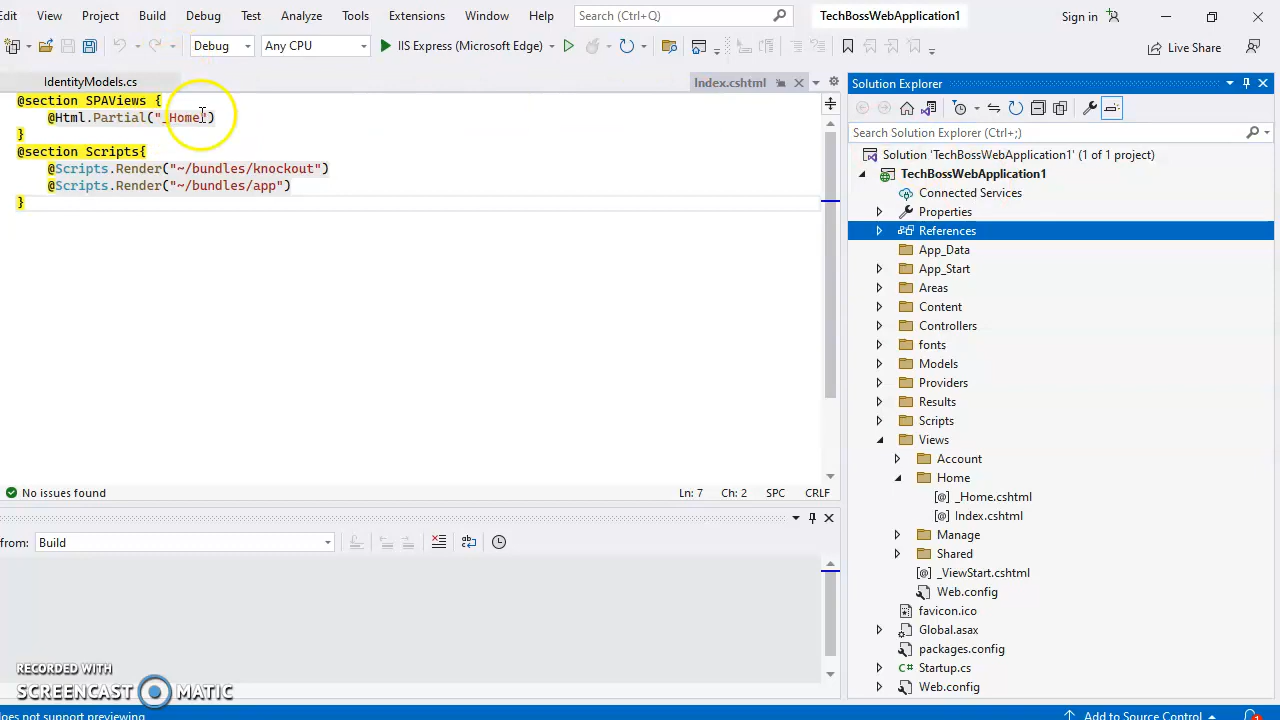 Edit View Project Build Debug Test Analyze Tools Extensions Window Help Search (Ctrl+Q) TechBossWebApplication1 Sign in
Debug Any CPU IIS Express (Microsoft Edge) Live Share
IdentityModels.cs Index.cshtml
@section SPAViews {
@Html.Partial("_Home")
}
@section Scripts{
@Scripts.Render("~/bundles/knockout")
@Scripts.Render("~/bundles/app")
}
No issues found Ln: 7 Ch: 2 SPC CRLF
from: Build
RECORDED WITH
SCREENCAST MATIC
does not support previewing
Solution Explorer
Search Solution Explorer (Ctrl+;)
Solution 'TechBossWebApplication1' (1 of 1 project)
TechBossWebApplication1
Connected Services
Properties
References
App_Data
App_Start
Areas
Content
Controllers
fonts
Models
Providers
Results
Scripts
Views
Account
Home
_Home.cshtml
Index.cshtml
Manage
Shared
_ViewStart.cshtml
Web.config
favicon.ico
Global.asax
packages.config
Startup.cs
Web.config
Add to Source Control